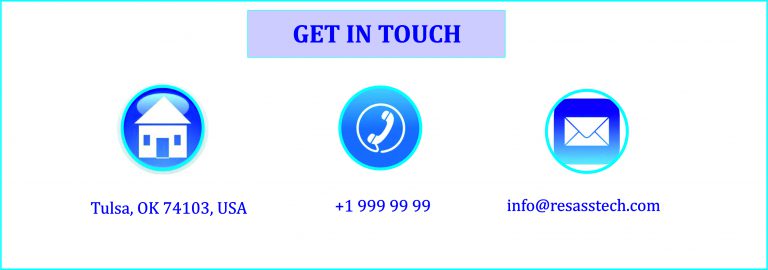 GET IN TOUCH
Tulsa, OK 74103, USA
+1 999 99 99
info@resasstech.com